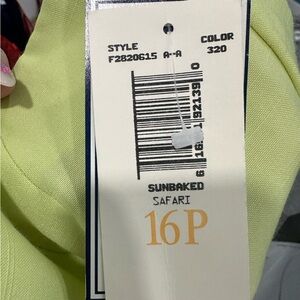 STYLE COLOR
F2820615 A--A 320
SUNBAKED
SAFARI
16P